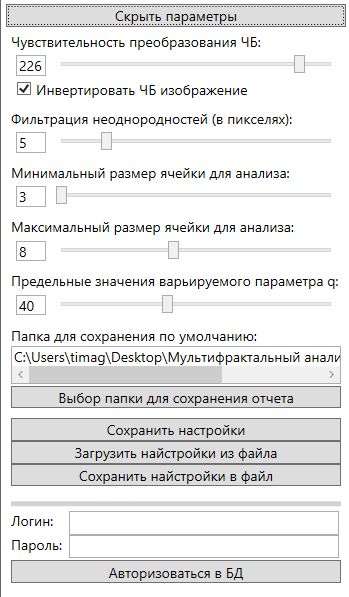 Скрыть параметры
Чувствительность преобразования ЧБ:
226
Инвертировать ЧБ изображение
Фильтрация неоднородностей (в пикселях):
5
Минимальный размер ячейки для анализа:
3
Максимальный размер ячейки для анализа:
8
Предельные значения варьируемого параметра q:
40
Папка для сохранения по умолчанию:
C:\Users\timag\Desktop\Мультифрактальный анали
Выбор папки для сохранения отчета
Сохранить настройки
Загрузить найстройки из файла
Сохранить найстройки в файл
Логин:
Пароль:
Авторизоваться в БД